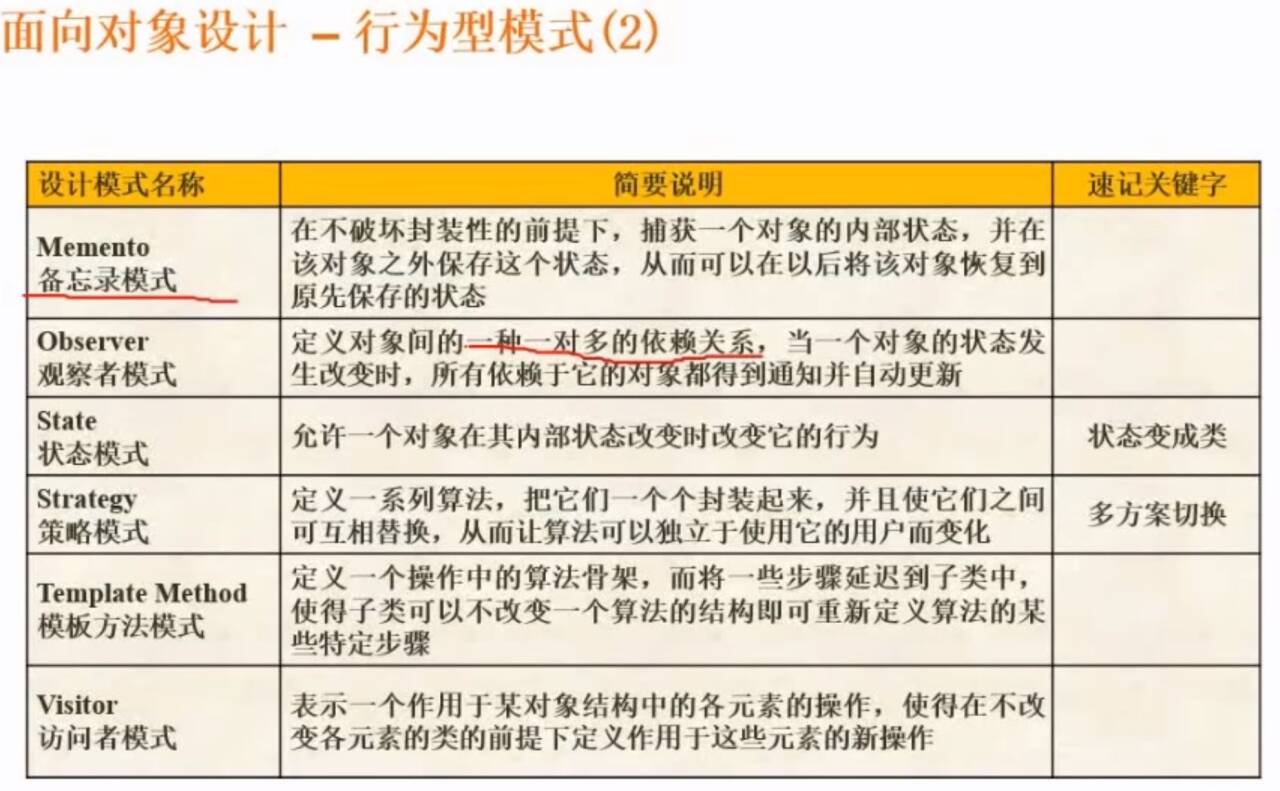 面向对象设计 – 行为型模式(2)
设计模式名称
简要说明
速记关键字
Memento
备忘录模式
在不破坏封装性的前提下，捕获一个对象的内部状态，并在
该对象之外保存这个状态，从而可以在以后将该对象恢复到
原先保存的状态
Observer
观察者模式
定义对象间的一种一对多的依赖关系，当一个对象的状态发
生改变时，所有依赖于它的对象都得到通知并自动更新
State
状态模式
允许一个对象在其内部状态改变时改变它的行为
状态变成类
Strategy
策略模式
定义一系列算法，把它们一个个封装起来，并且使它们之间
可互相替换，从而让算法可以独立于使用它的用户而变化
多方案切换
Template Method
模板方法模式
定义一个操作中的算法骨架，而将一些步骤延迟到子类中，
使得子类可以不改变一个算法的结构即可重新定义算法的某
些特定步骤
Visitor
访问者模式
表示一个作用于某对象结构中的各元素的操作，使得在不改
变各元素的类的前提下定义作用于这些元素的新操作